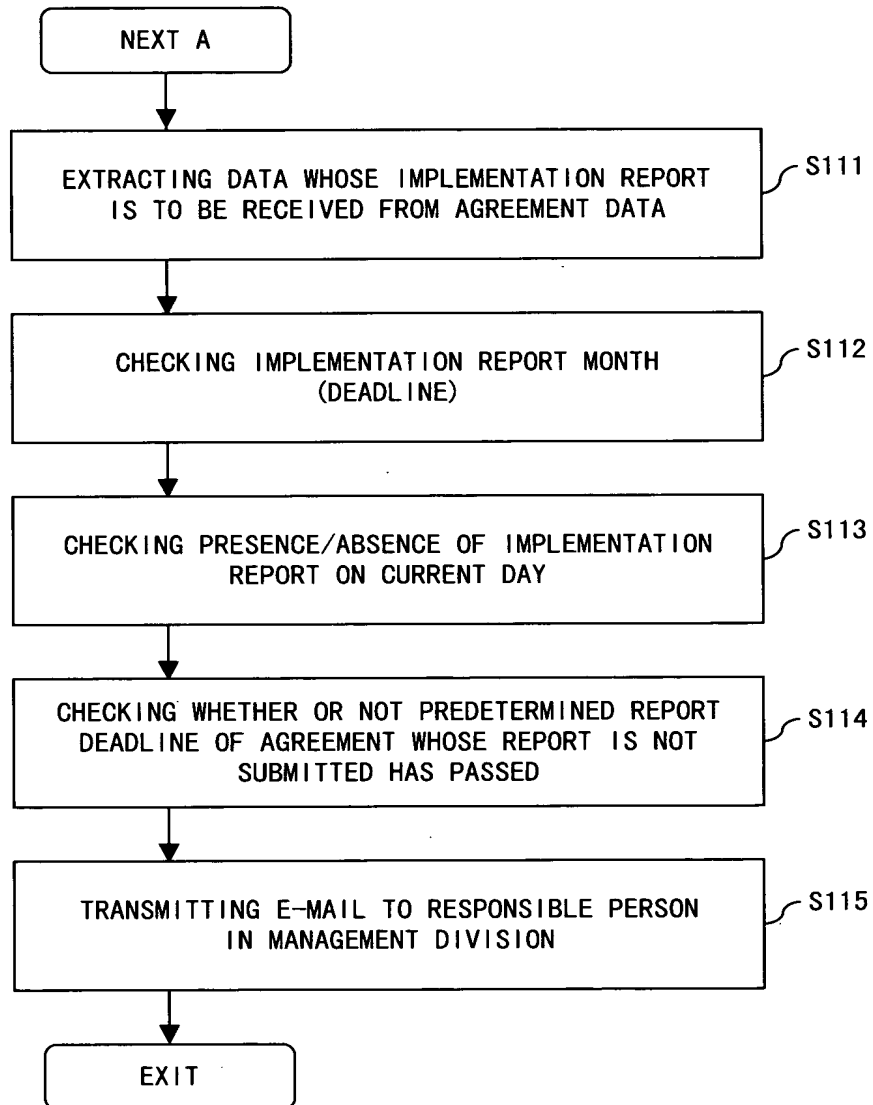 NEXT A
EXTRACTING DATA WHOSE IMPLEMENTATION REPORT
IS TO BE RECEIVED FROM AGREEMENT DATA
S111
CHECKING IMPLEMENTATION REPORT MONTH
(DEADLINE)
S112
CHECKING PRESENCE/ABSENCE OF IMPLEMENTATION
REPORT ON CURRENT DAY
S113
CHECKING WHETHER OR NOT PREDETERMINED REPORT
DEADLINE OF AGREEMENT WHOSE REPORT IS NOT
SUBMITTED HAS PASSED
S114
TRANSMITTING E-MAIL TO RESPONSIBLE PERSON
IN MANAGEMENT DIVISION
S115
EXIT